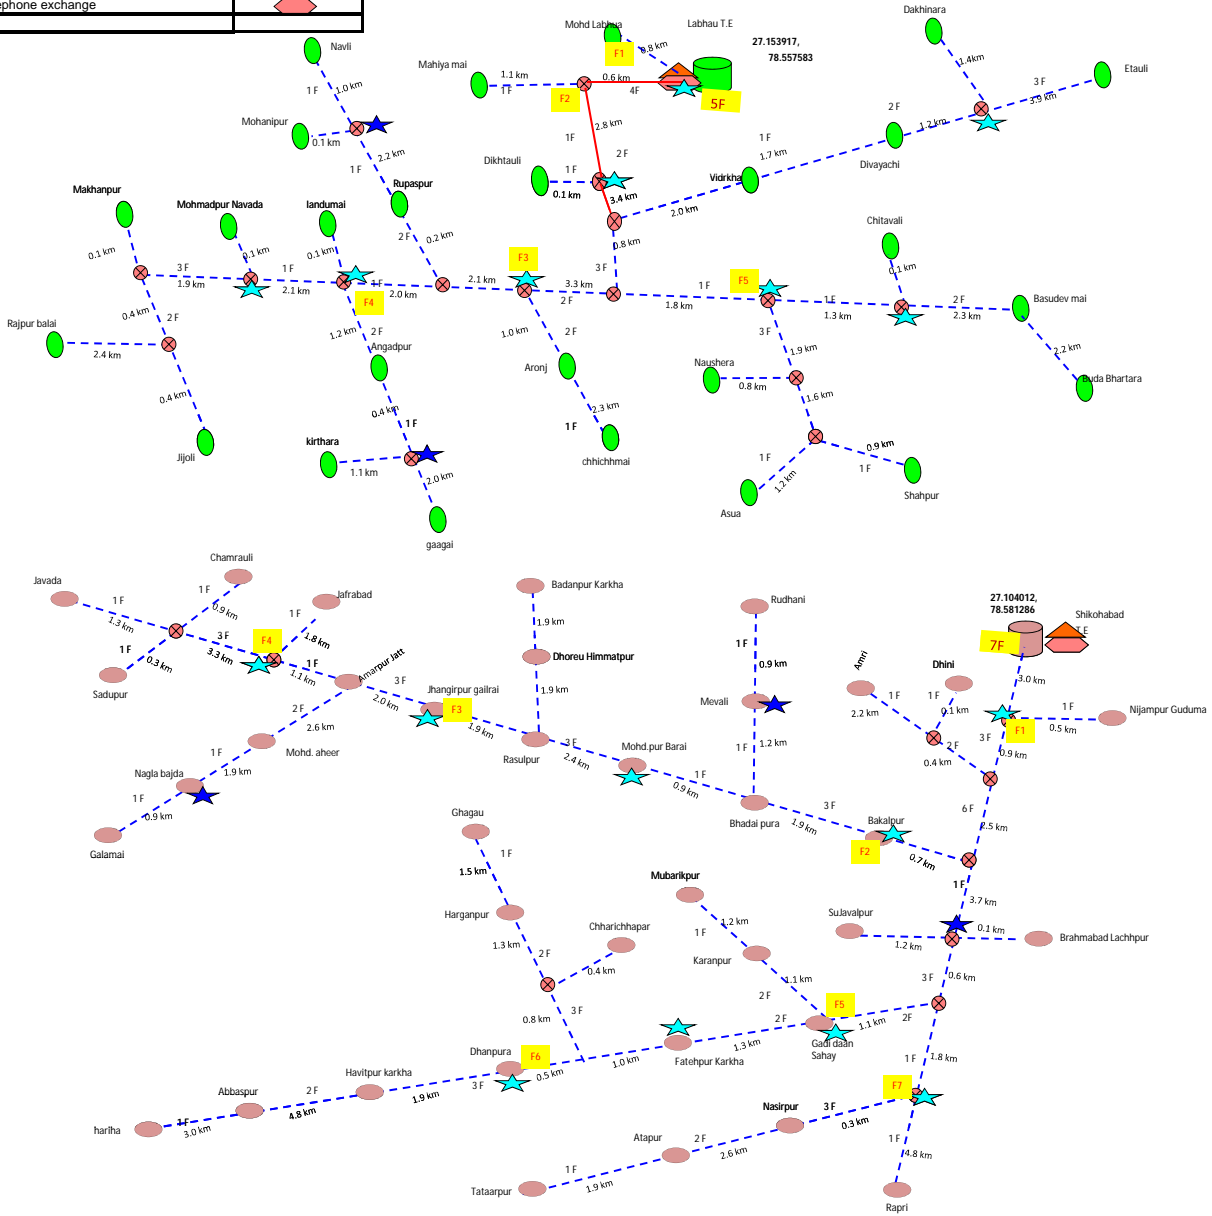 ephone exchange
Navli
1 F
1.0 km
Mohanipur
0.1 km
2.2 km
1 F
Rupaspur
2 F
0.2 km
Mahiya mai
1.1 km
1 F
Mohd Labhua
F1
0.8 km
Labhau T.E
27.153917,
78.557583
0.6 km
4F
5F
F2
2.8 km
1F
2 F
Dikhtauli
1 F
0.1 km
3.4 km
Dakhinara
1.4km
3 F
3.9 km
Etauli
2 F
1.2 km
Divayachi
1 F
1.7 km
Vidrkha
2.0 km
0.8 km
3 F
Makhanpur
0.1 km
Mohmadpur Navada
0.1 km
landumai
0.1 km
3 F
1.9 km
1 F
2.1 km
1 F
2.0 km
F4
2.1 km
F3
3.3 km
2 F
1 F
1.8 km
F5
Chitavali
0.1 km
1 F
1.3 km
2 F
2.3 km
Basudev mai
2.2 km
Buda Bhartara
0.4 km
2 F
Rajpur balai
2.4 km
0.4 km
Jijoli
1.2 km
2 F
Angadpur
0.4 km
1 F
kirthara
1.1 km
2.0 km
gaagai
1.0 km
2 F
Aronj
2.3 km
1 F
chhichhmai
3 F
1.9 km
Naushera
0.8 km
1.6 km
1 F
1.2 km
Asua
0.9 km
1 F
Shahpur
Javada
1 F
1.3 km
Chamrauli
1 F
0.9 km
Jafrabad
1 F
1.8 km
1 F
0.3 km
Sadupur
3 F
3.3 km
F4
1 F
1.1 km
Amarpur Jatt
3 F
2.0 km
Jhangirpur gailrai
F3
1.9 km
2 F
2.6 km
Mohd. aheer
1 F
1.9 km
Nagla bajda
1 F
0.9 km
Galamai
Badanpur Karkha
1.9 km
Dhoreu Himmatpur
1.9 km
Rasulpur
3 F
2.4 km
Mohd.pur Barai
1 F
0.9 km
Rudhani
1 F
0.9 km
Mevali
1 F
1.2 km
Bhadai pura
3 F
1.9 km
Bakalpur
F2
0.7 km
27.104012,
78.581286
Shikohabad
T.E
7F
3.0 km
1 F
0.5 km
Nijampur Guduma
F1
3 F
0.9 km
Amri
1 F
2.2 km
Dhini
1 F
0.1 km
2 F
0.4 km
6 F
2.5 km
1 F
3.7 km
SuJavalpur
1.2 km
0.1 km
Brahmabad Lachhpur
3 F
0.6 km
Ghagau
1 F
1.5 km
Harganpur
1.3 km
2 F
Chharichhapar
0.4 km
3 F
0.8 km
Mubarikpur
1.2 km
1 F
Karanpur
1.1 km
2 F
F5
2F
1.1 km
Gadi daan
Sahay
2 F
1.3 km
Fatehpur Karkha
1.0 km
Dhanpura
F6
0.5 km
3 F
Havitpur karkha
1.9 km
2 F
4.8 km
Abbaspur
1 F
3.0 km
hariha
1 F
1.8 km
F7
3 F
0.3 km
Nasirpur
2 F
2.6 km
Atapur
1 F
1.9 km
Tataarpur
1 F
4.8 km
Rapri